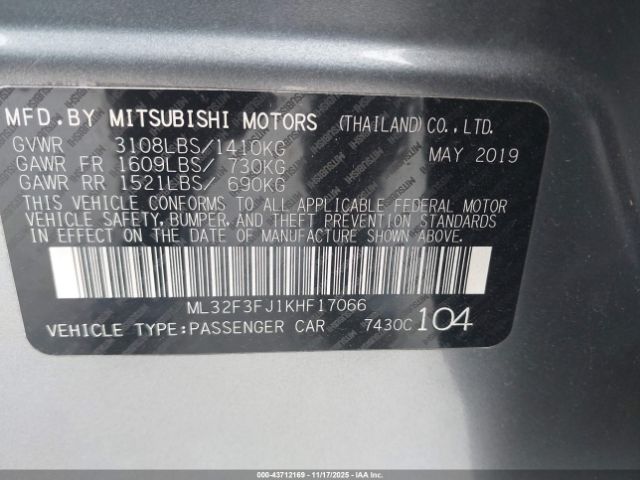 MFD.BY MITSUBISHI MOTORS (THAILAND)CO.,LTD.
GVWR 3108LBS/1410KG MAY 2019
GAWR FR 1609LBS/ 730KG
GAWR RR 1521LBS/ 690KG
THIS VEHICLE CONFORMS TO ALL APPLICABLE FEDERAL MOTOR
VEHICLE SAFETY, BUMPER, AND THEFT PREVENTION STANDARDS
IN EFFECT ON THE DATE OF MANUFACTURE SHOWN ABOVE.
ML32F3FJ1KHF17066
VEHICLE TYPE:PASSENGER CAR 7430C 104
000-43712169 | 11/17/2025 - IAAI.com